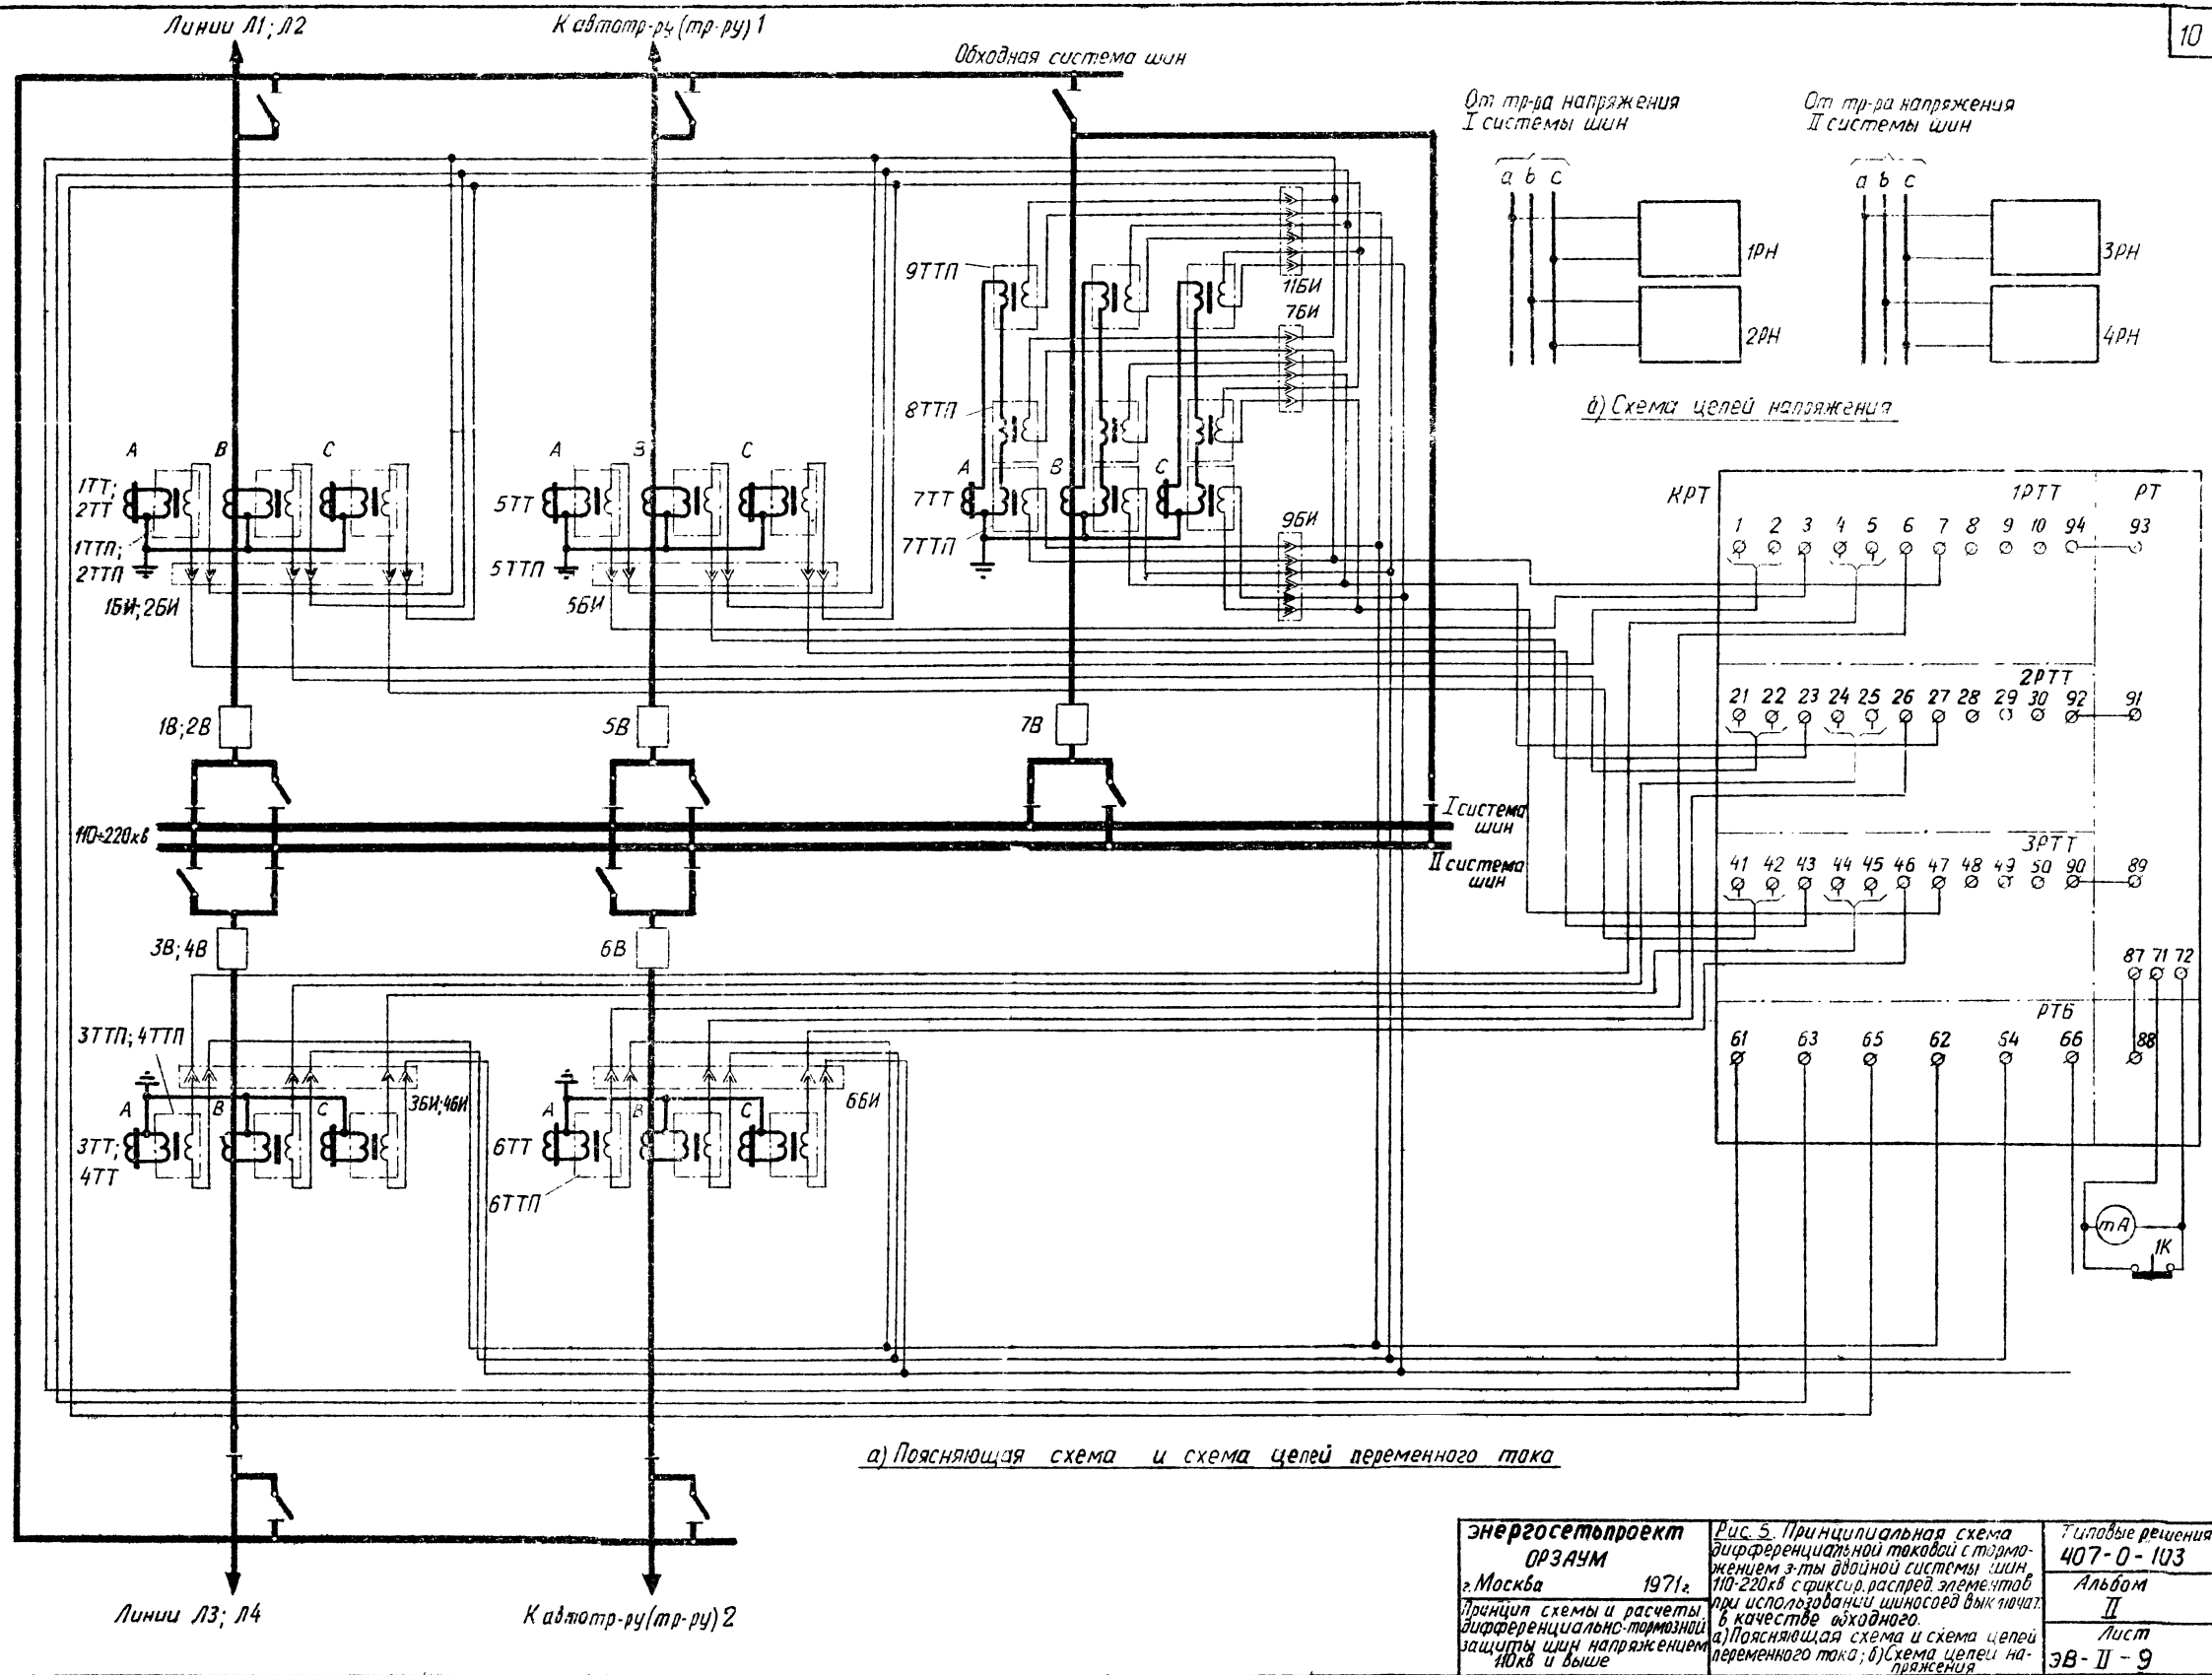 10
Линии Л1; Л2
К автотр-ру (тр-ру) 1
Обходная система шин
От тр-ра напряжения
I системы шин
От тр-ра напряжения
II системы шин
a b c
a b c
1РН
2РН
3РН
4РН
б) Схема цепей напряжения
9ТТП
11БИ
7БИ
8ТТП
А В С
А В С
А В С
1ТТ;
2ТТ
1ТТП;
2ТТП
1БИ; 2БИ
5ТТ
5ТТП
5БИ
7ТТ
7ТТП
9БИ
КРТ
1РТТ
РТ
1 2 3 4 5 6 7 8 9 10 94 93
2РТТ
21 22 23 24 25 26 27 28 29 30 92 91
3РТТ
41 42 43 44 45 46 47 48 49 50 90 89
87 71 72
РТБ
61 63 65 62 64 66 88
mA
1К
1В; 2В
5В
7В
110÷220кв
I система
шин
II система
шин
3В; 4В
6В
3ТТП; 4ТТП
А В С
3БИ; 4БИ
3ТТ;
4ТТ
А В С
6БИ
6ТТ
6ТТП
а) Поясняющая схема и схема цепей переменного тока
Линии Л3; Л4
К автотр-ру (тр-ру) 2
энергосетьпроект
ОРЗАУМ
г. Москва 1971г.
Принцип схемы и расчеты
дифференциально-тормозной
защиты шин напряжением
110кв и выше
Рис. 5. Принципиальная схема
дифференциальной токовой с тормо-
жением з-ты двойной системы шин
110-220кв с фиксир. распред. элементов
при использовании шиносоед выключат.
в качестве обходного.
а) Поясняющая схема и схема цепей
переменного тока; б) Схема цепей на-
пряжения
Типовые решения
407-0-103
Альбом
II
Лист
ЭВ-II-9